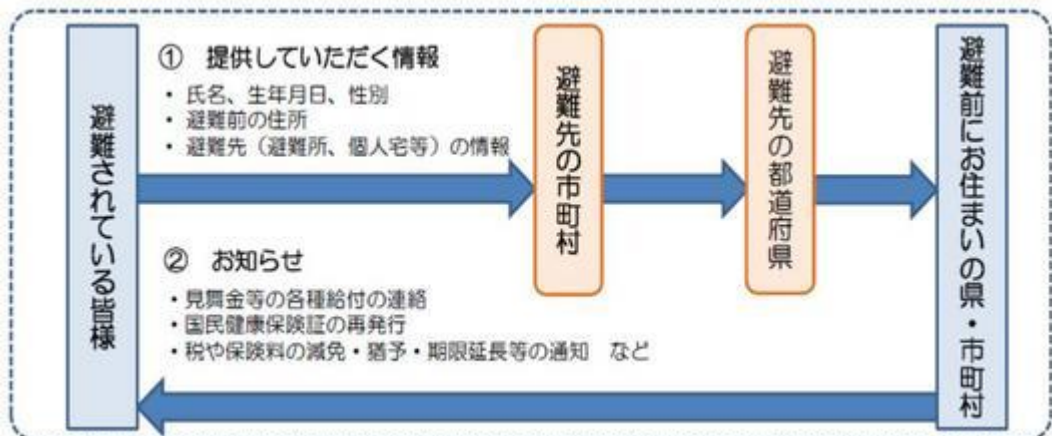 避難されている皆様
① 提供していただく情報
・ 氏名、生年月日、性別
・ 避難前の住所
・ 避難先（避難所、個人宅等）の情報
避難先の市町村
避難先の都道府県
避難前にお住まいの県・市町村
② お知らせ
・見舞金等の各種給付の連絡
・国民健康保険証の再発行
・税や保険料の減免・猶予・期限延長等の通知　など